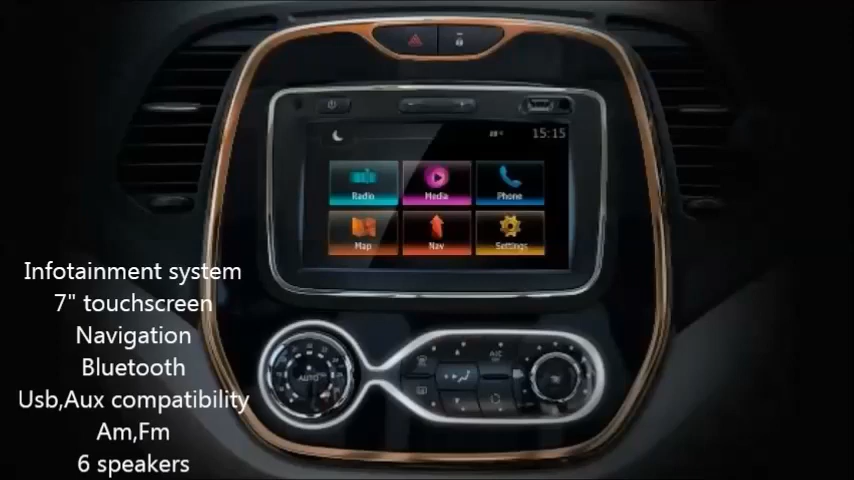 15:15
Radio
Media
Phone
Map
Nav
Settings
Infotainment system
7" touchscreen
Navigation
Bluetooth
Usb,Aux compatibility
Am,Fm
6 speakers
AUTO
A/C